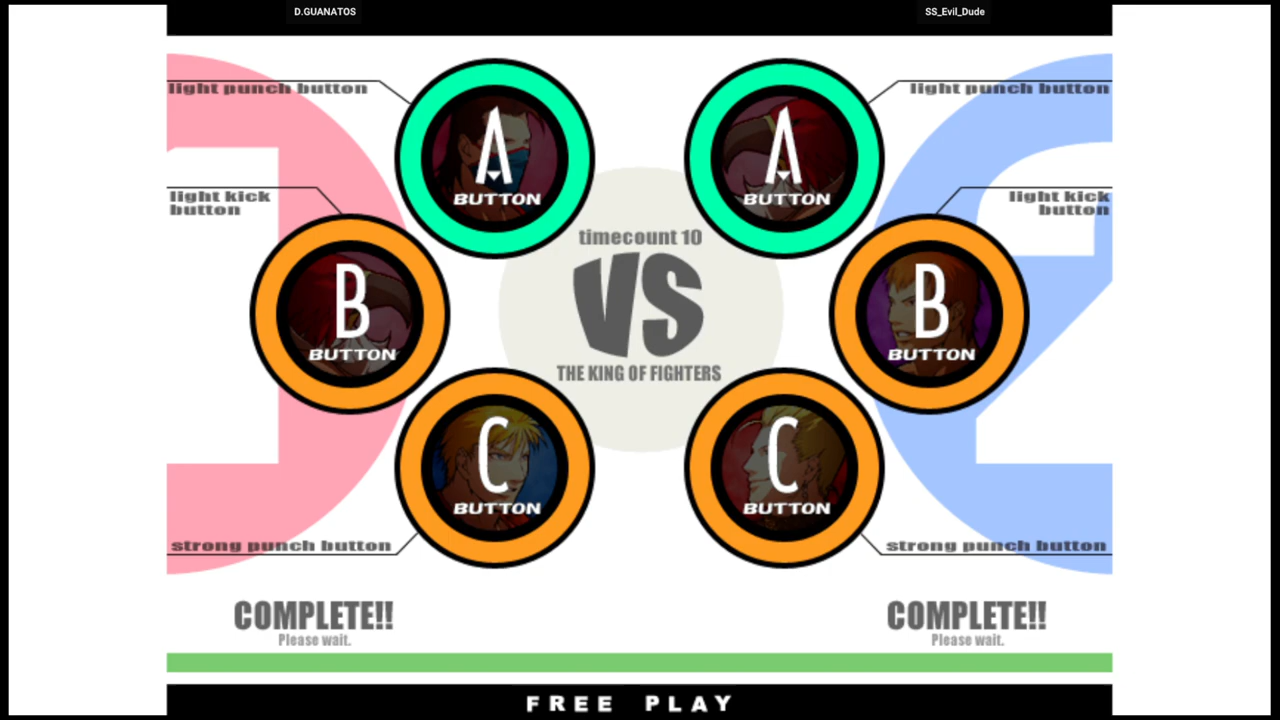 D.GUANATOS
SS_Evil_Dude
light punch button
light punch button
A
BUTTON
A
BUTTON
light kick
button
light kick
button
timecount 10
VS
THE KING OF FIGHTERS
B
BUTTON
B
BUTTON
C
BUTTON
C
BUTTON
strong punch button
strong punch button
COMPLETE!!
Please wait.
COMPLETE!!
Please wait.
FREE PLAY
1
2